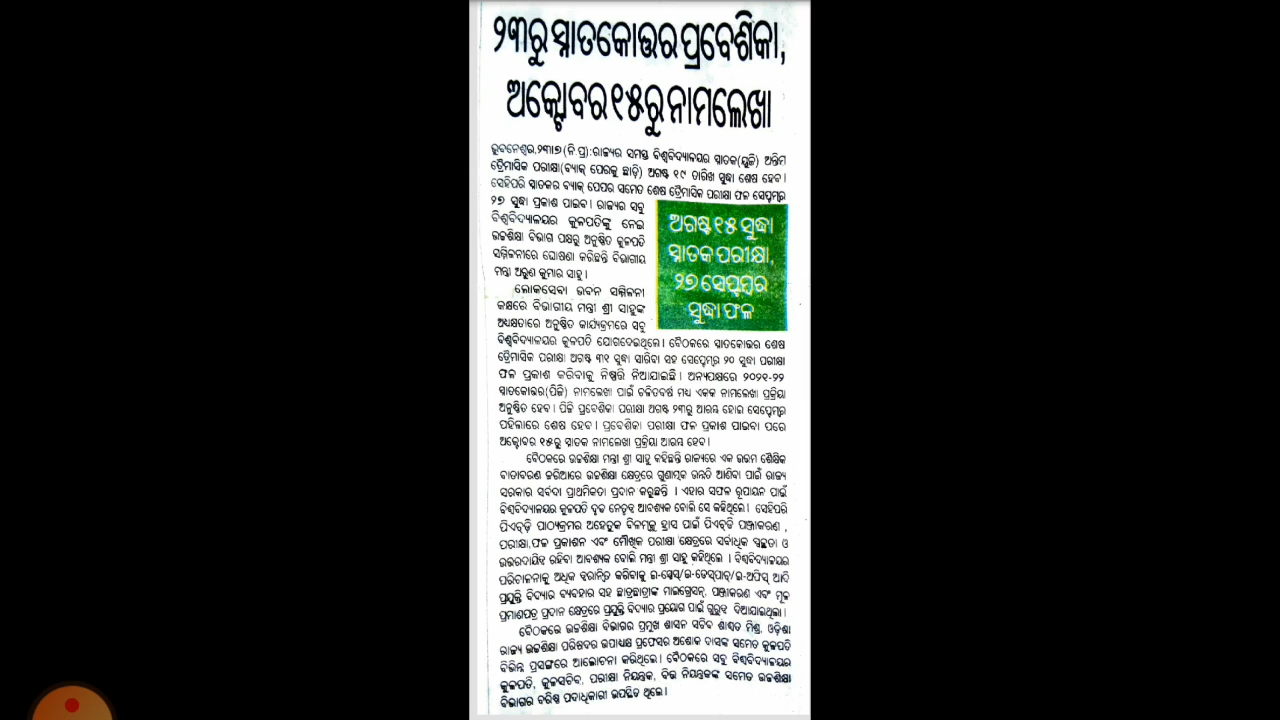 ୨୩ରୁ ସ୍ନାତକୋତ୍ତର ପ୍ରବେଶିକା,
ଅକ୍ଟୋବର ୧୫ରୁ ନାମଲେଖା
ଭୁବନେଶ୍ୱର,୨୩।୭ (ନି ପ୍ର):ରାଜ୍ୟର ସମସ୍ତ ବିଶ୍ୱବିଦ୍ୟାଳୟର ସ୍ନାତକ(ୟୁଜି) ଅନ୍ତିମ
ତ୍ରୈମାସିକ ପରୀକ୍ଷା(ବ୍ୟାକ୍ ପେପରକୁ ଛାଡ଼ି) ଅଗଷ୍ଟ ୧୯ ତାରିଖ ସୁଦ୍ଧା ଶେଷ ହେବ।
ସେହିପରି ସ୍ନାତକର ବ୍ୟାକ୍ ପେପର ସମେତ ଶେଷ ତ୍ରୈମାସିକ ପରୀକ୍ଷା ଫଳ ସେପ୍ଟେମ୍ବର
୨୭ ସୁଦ୍ଧା ପ୍ରକାଶ ପାଇବ। ରାଜ୍ୟର ସବୁ
ବିଶ୍ୱବିଦ୍ୟାଳୟର କୁଳପତିଙ୍କୁ ନେଇ
ଉଚ୍ଚଶିକ୍ଷା ବିଭାଗ ପକ୍ଷରୁ ଅନୁଷ୍ଠିତ କୁଳପତି
ସମ୍ମିଳନୀରେ ଘୋଷଣା କରିଛନ୍ତି ବିଭାଗୀୟ
ମନ୍ତ୍ରୀ ଅରୁଣ କୁମାର ସାହୁ।
ଅଗଷ୍ଟ ୧୫ ସୁଦ୍ଧା
ସ୍ନାତକ ପରୀକ୍ଷା,
୨୭ ସେପ୍ଟେମ୍ବର
ସୁଦ୍ଧା ଫଳ
ଲୋକସେବା ଭବନ ସମ୍ମିଳନୀ
କକ୍ଷରେ ବିଭାଗୀୟ ମନ୍ତ୍ରୀ ଶ୍ରୀ ସାହୁଙ୍କ
ଅଧ୍ୟକ୍ଷତାରେ ଅନୁଷ୍ଠିତ କାର୍ଯ୍ୟକ୍ରମରେ ସବୁ
ବିଶ୍ୱବିଦ୍ୟାଳୟର କୁଳପତି ଯୋଗଦେଇଥିଲେ। ବୈଠକରେ ସ୍ନାତକୋତ୍ତର ଶେଷ
ତ୍ରୈମାସିକ ପରୀକ୍ଷା ଅଗଷ୍ଟ ୩୧ ସୁଦ୍ଧା ସାରିବା ସହ ସେପ୍ଟେମ୍ବର ୨୦ ସୁଦ୍ଧା ପରୀକ୍ଷା
ଫଳ ପ୍ରକାଶ କରିବାକୁ ନିଷ୍ପତ୍ତି ନିଆଯାଇଛି। ଅନ୍ୟପକ୍ଷରେ ୨୦୨୧-୨୨
ସ୍ନାତକୋତ୍ତର(ପିଜି) ନାମଲେଖା ପାଇଁ ଚଳିତବର୍ଷ ମଧ୍ୟ ଏକକ ନାମଲେଖା ପ୍ରକ୍ରିୟା
ଅନୁଷ୍ଠିତ ହେବ। ପିଜି ପ୍ରବେଶିକା ପରୀକ୍ଷା ଅଗଷ୍ଟ ୨୩ରୁ ଆରମ୍ଭ ହୋଇ ସେପ୍ଟେମ୍ବର
ପହିଲାରେ ଶେଷ ହେବ। ପ୍ରବେଶିକା ପରୀକ୍ଷା ଫଳ ପ୍ରକାଶ ପାଇବା ପରେ
ଅକ୍ଟୋବର ୧୫ରୁ ସ୍ନାତକ ନାମଲେଖା ପ୍ରକ୍ରିୟା ଆରମ୍ଭ ହେବ।
ବୈଠକରେ ଉଚ୍ଚଶିକ୍ଷା ମନ୍ତ୍ରୀ ଶ୍ରୀ ସାହୁ କହିଛନ୍ତି ରାଜ୍ୟରେ ଏକ ଉତ୍ତମ ଶୈକ୍ଷିକ
ବାତାବରଣ ଜରିଆରେ ଉଚ୍ଚଶିକ୍ଷା କ୍ଷେତ୍ରରେ ଗୁଣାତ୍ମକ ଉନ୍ନତି ଆଣିବା ପାଇଁ ରାଜ୍ୟ
ସରକାର ସର୍ବଦା ପ୍ରାଥମିକତା ପ୍ରଦାନ କରୁଛନ୍ତି । ଏହାର ସଫଳ ରୂପାୟନ ପାଇଁ
ବିଶ୍ୱବିଦ୍ୟାଳୟର କୁଳପତି ଦୃଢ ନେତୃତ୍ୱ ଆବଶ୍ୟକ ବୋଲି ସେ କହିଥିଲେ। ସେହିପରି
ପିଏଚ୍‌ଡ଼ି ପାଠ୍ୟକ୍ରମର ଅହେତୁକ ବିଳମ୍ବକୁ ହ୍ରାସ ପାଇଁ ପିଏଚ୍‌ଡ଼ି ପଞ୍ଜୀକରଣ ,
ପରୀକ୍ଷା,ଫଳ ପ୍ରକାଶନ ଏବଂ ମୌଖିକ ପରୀକ୍ଷା କ୍ଷେତ୍ରରେ ସର୍ବାଧିକ ସ୍ୱଚ୍ଛତା ଓ
ଉତ୍ତରଦାୟିତ୍ୱ ରହିବା ଆବଶ୍ୟକ ବୋଲି ମନ୍ତ୍ରୀ ଶ୍ରୀ ସାହୁ କହିଥିଲେ । ବିଶ୍ୱବିଦ୍ୟାଳୟର
ପରିଚାଳନାକୁ ଅଧିକ ତ୍ୱରାନ୍ୱିତ କରିବାକୁ ଇ-ସ୍ପେସ୍/ଇ-ଡେସ୍‌ପାଚ୍/ଇ-ଅଫିସ୍ ଆଦି
ପ୍ରଯୁକ୍ତି ବିଦ୍ୟାର ବ୍ୟବହାର ସହ ଛାତ୍ରଛାତ୍ରୀଙ୍କ ମାଇଗ୍ରେସନ୍, ପଞ୍ଜୀକରଣ ଏବଂ ମୂଳ
ପ୍ରମାଣପତ୍ର ପ୍ରଦାନ କ୍ଷେତ୍ରରେ ପ୍ରଯୁକ୍ତି ବିଦ୍ୟାର ପ୍ରୟୋଗ ପାଇଁ ଗୁରୁତ୍ୱ ଦିଆଯାଇଥିଲା।
ବୈଠକରେ ଉଚ୍ଚଶିକ୍ଷା ବିଭାଗର ପ୍ରମୁଖ ଶାସନ ସଚିବ ଶାଶ୍ୱତ ମିଶ୍ର, ଓଡ଼ିଶା
ରାଜ୍ୟ ଉଚ୍ଚଶିକ୍ଷା ପରିଷଦର ଉପାଧ୍ୟକ୍ଷ ପ୍ରଫେସର ଅଶୋକ ଦାସଙ୍କ ସମେତ କୁଳପତି
ବିଭିନ୍ନ ପ୍ରସଙ୍ଗରେ ଆଲୋଚନା କରିଥିଲେ। ବୈଠକରେ ସବୁ ବିଶ୍ୱବିଦ୍ୟାଳୟର
କୁଳପତି, କୁଳସଚିବ, ପରୀକ୍ଷା ନିୟନ୍ତ୍ରକ, ବିତ୍ତ ନିୟନ୍ତ୍ରକଙ୍କ ସମେତ ଉଚ୍ଚଶିକ୍ଷା
ବିଭାଗର ବରିଷ୍ଠ ପଦାଧିକାରୀ ଉପସ୍ଥିତ ଥିଲେ।